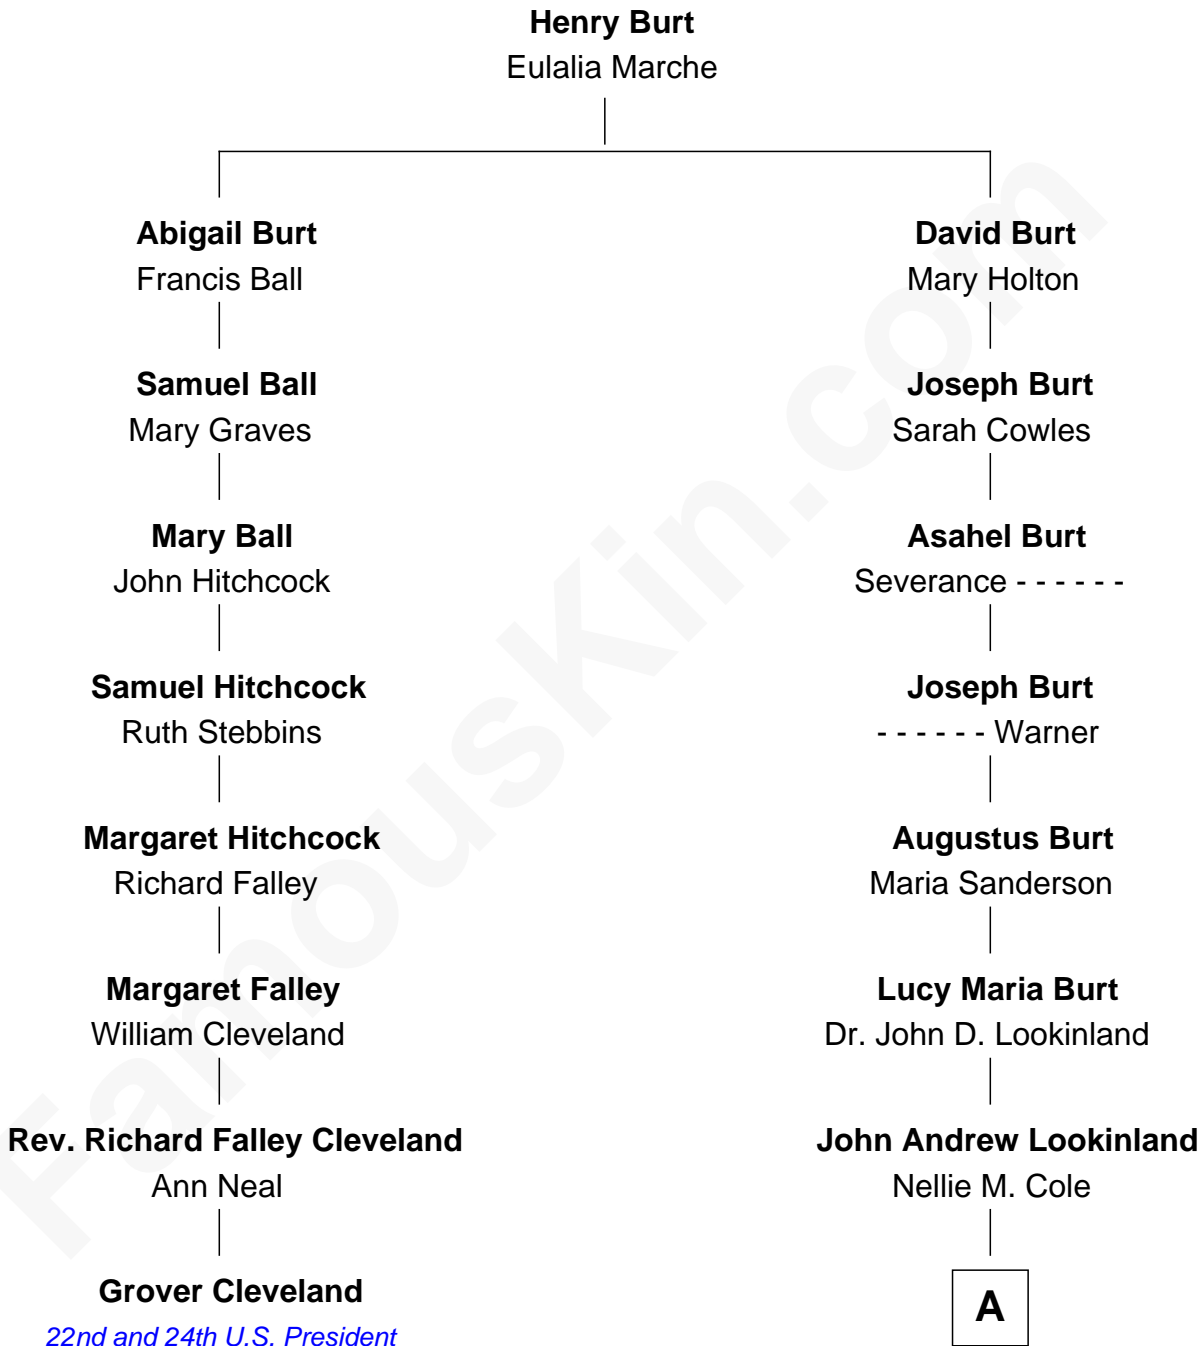 Henry Burt
Eulalia Marche
Abigail Burt
Francis Ball
David Burt
Mary Holton
Samuel Ball
Mary Graves
Joseph Burt
Sarah Cowles
Mary Ball
John Hitchcock
Asahel Burt
Severance - - - - - -
Samuel Hitchcock
Ruth Stebbins
Joseph Burt
- - - - - - Warner
Margaret Hitchcock
Richard Falley
Augustus Burt
Maria Sanderson
Margaret Falley
William Cleveland
Lucy Maria Burt
Dr. John D. Lookinland
Rev. Richard Falley Cleveland
Ann Neal
John Andrew Lookinland
Nellie M. Cole
Grover Cleveland
22nd and 24th U.S. President
A
FamousKin.com